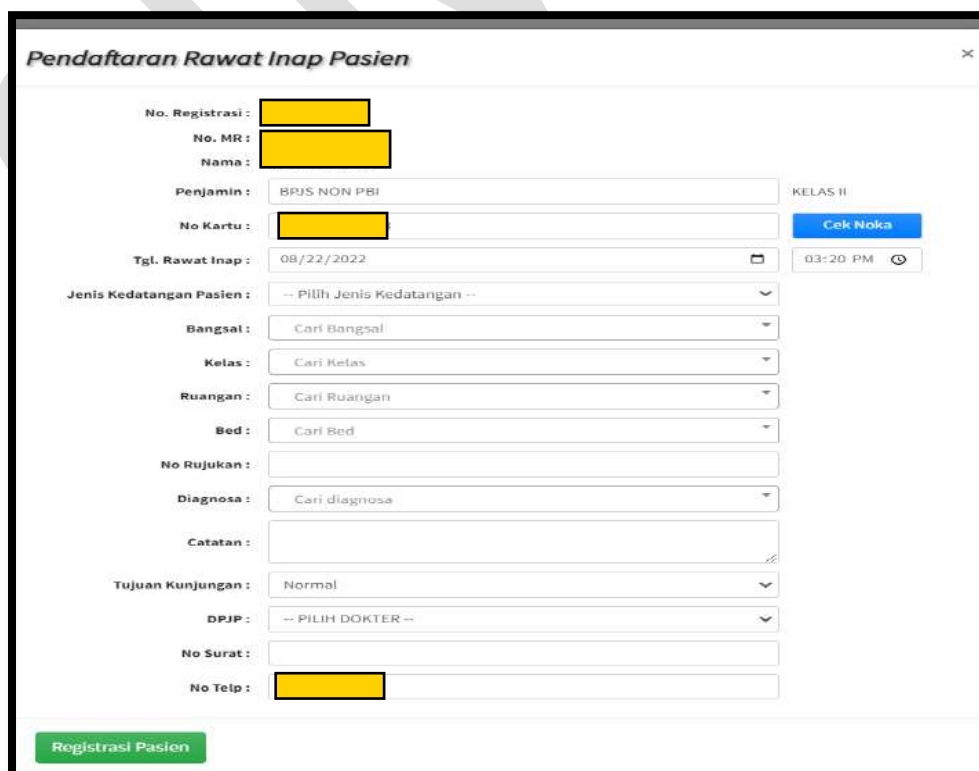 Pendaftaran Rawat Inap Pasien ×
No. Registrasi :
No. MR :
Nama :
Penjamin : BPJS NON PBI KELAS II
No Kartu : Cek Noka
Tgl. Rawat Inap : 08/22/2022 03:20 PM
Jenis Kedatangan Pasien : -- Pilih Jenis Kedatangan --
Bangsal : Cari Bangsal
Kelas : Cari Kelas
Ruangan : Cari Ruangan
Bed : Cari Bed
No Rujukan :
Diagnosa : Cari diagnosa
Catatan :
Tujuan Kunjungan : Normal
DPJP : -- PILIH DOKTER --
No Surat :
No Telp :
Registrasi Pasien